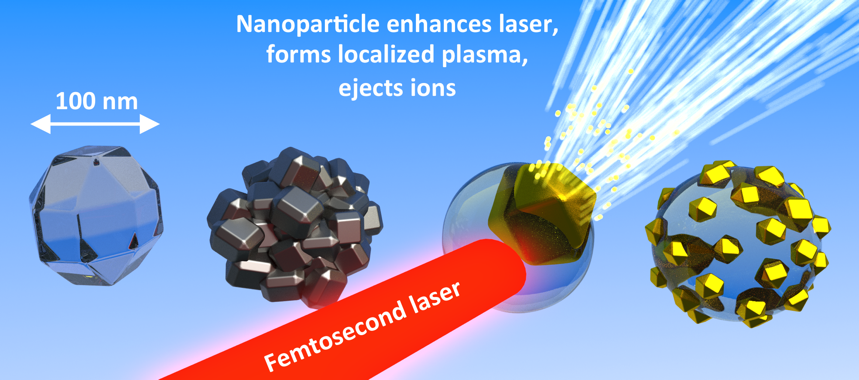 Nanoparticle enhances laser,
forms localized plasma,
ejects ions
100 nm
Femtosecond laser